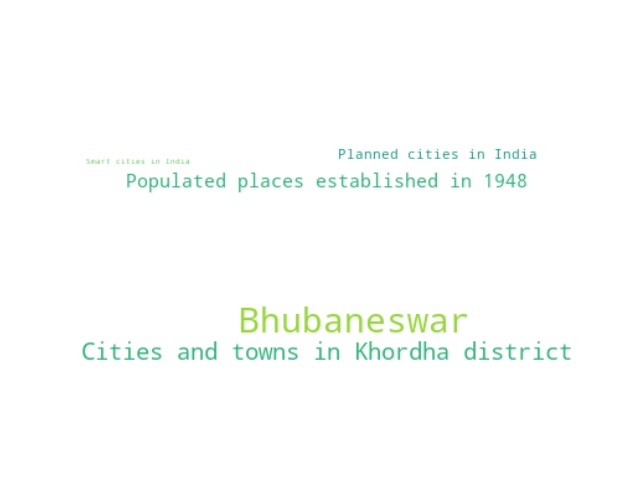 Planned cities in India
Smart cities in India
Populated places established in 1948
Bhubaneswar
Cities and towns in Khordha district